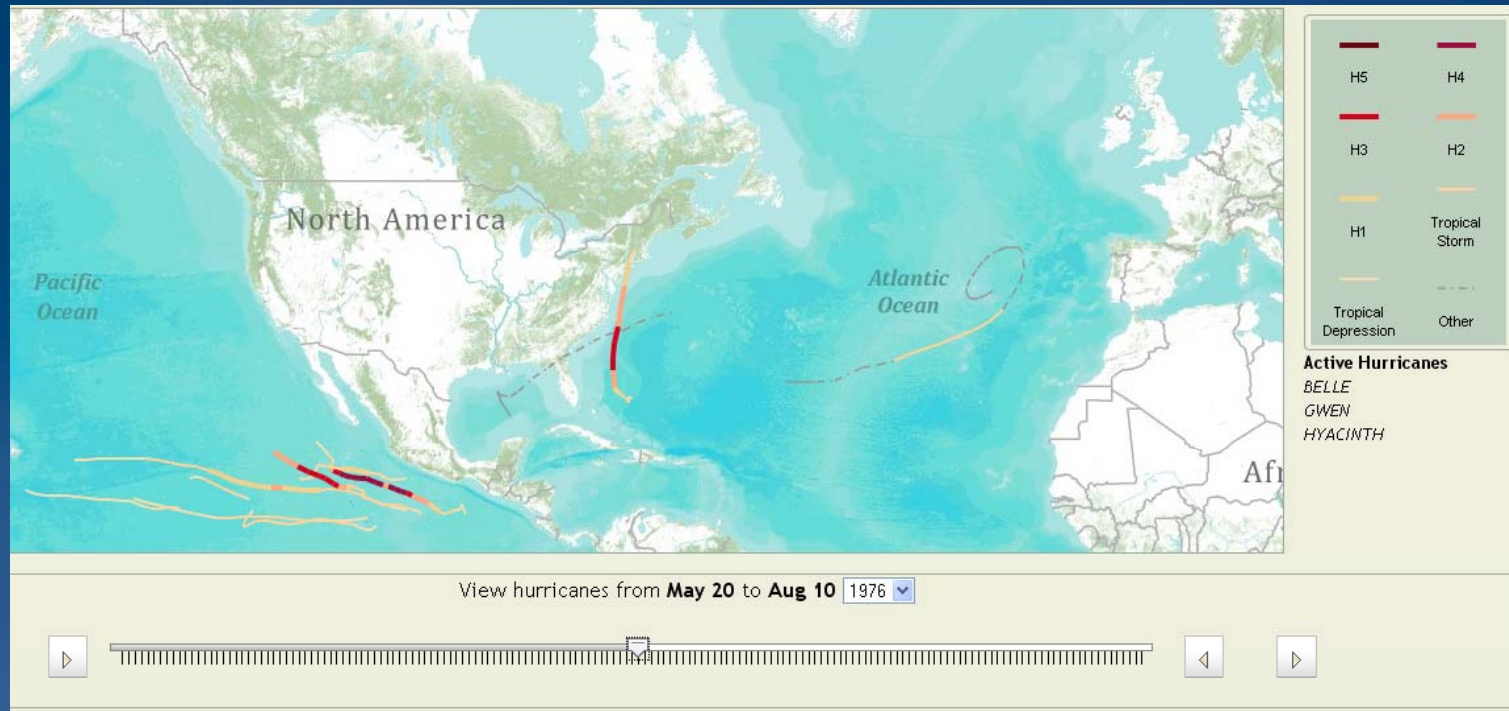 North America
Pacific
Ocean
Atlantic
Ocean
Afr
H5
H4
H3
H2
H1
Tropical
Storm
Tropical
Depression
Other
Active Hurricanes
BELLE
GWEN
HYACINTH
View hurricanes from May 20 to Aug 10 1976